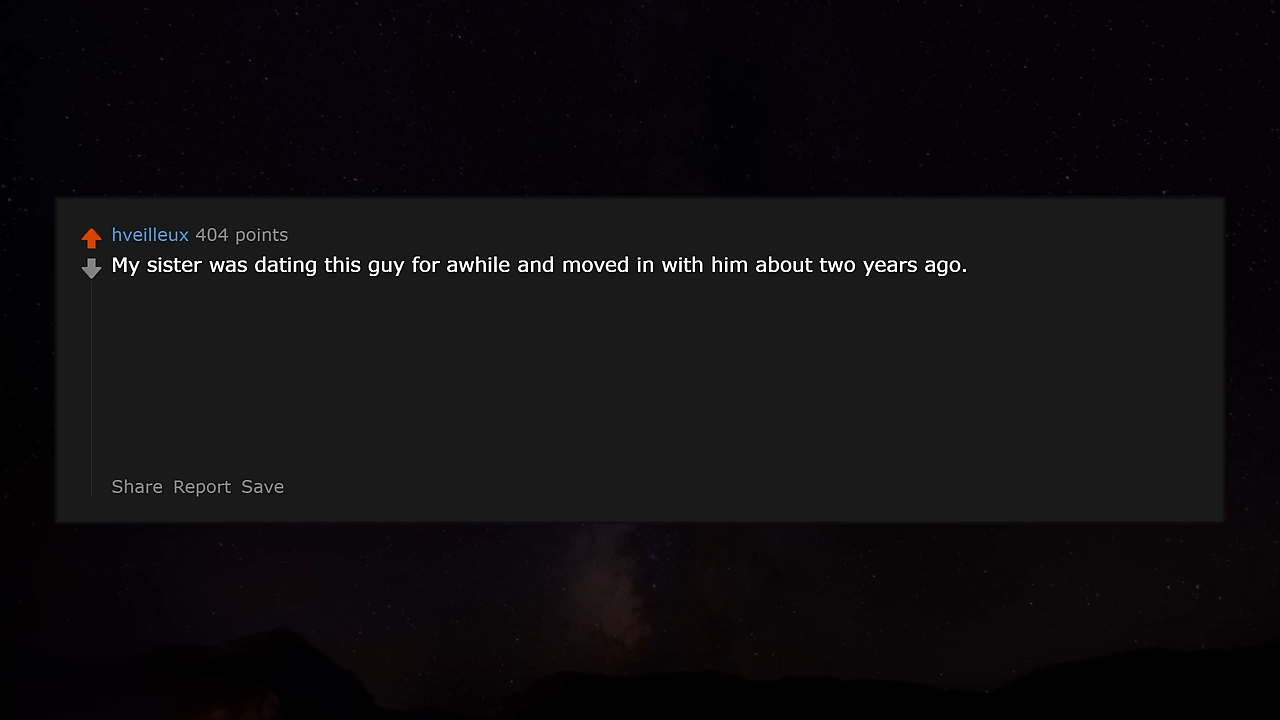 hveilleux 404 points
My sister was dating this guy for awhile and moved in with him about two years ago.
Share Report Save